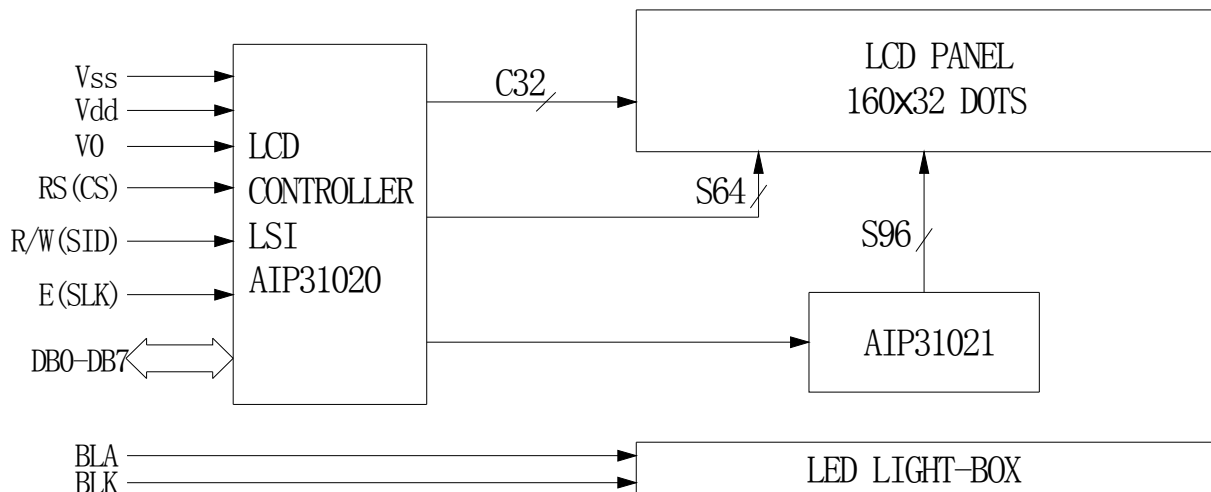 Vss
Vdd
V0
RS(CS)
R/W(SID)
E(SLK)
DB0-DB7
LCD
CONTROLLER
LSI
AIP31020
C32
S64
S96
LCD PANEL
160x32 DOTS
AIP31021
BLA
BLK
LED LIGHT-BOX